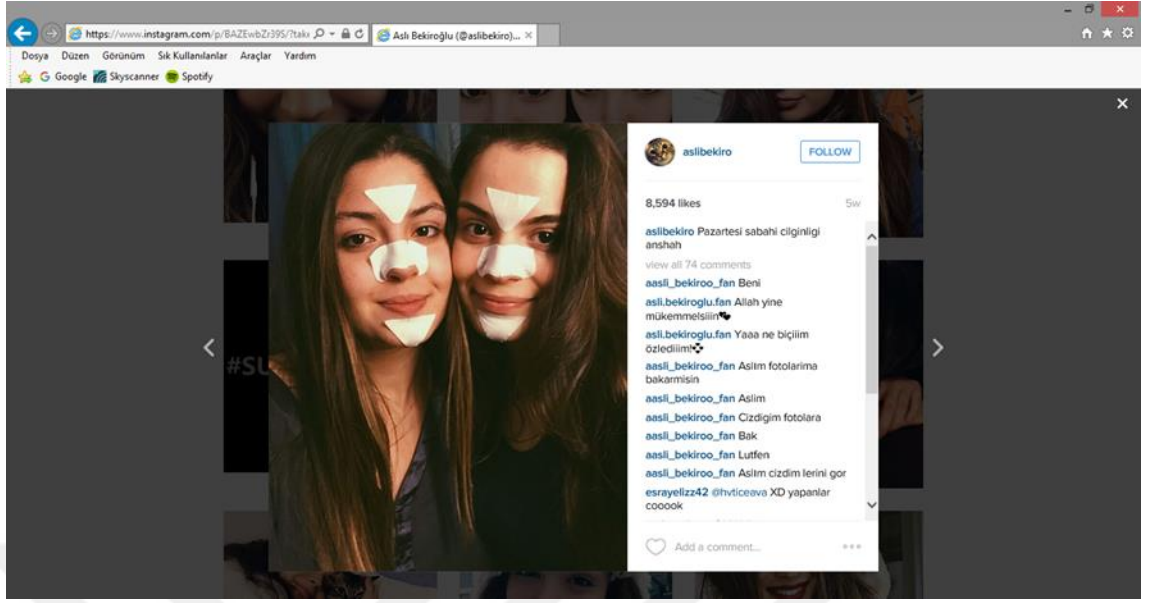 https://www.instagram.com/p/BAZEwbZr39S/?tak
Aslı Bekiroğlu (@aslibekiro)...
Dosya Düzen Görünüm Sık Kullanılanlar Araçlar Yardım
Google Skyscanner Spotify
#SU
aslibekiro FOLLOW
8,594 likes 5w
aslibekiro Pazartesi sabahi cilginligi
anshah
view all 74 comments
aasli_bekiroo_fan Beni
asli.bekiroglu.fan Allah yine
mükemmelsiiin
asli.bekiroglu.fan Yaaa ne biçiim
özlediiim!
aasli_bekiroo_fan Aslım fotolarima
bakarmisin
aasli_bekiroo_fan Aslim
aasli_bekiroo_fan Cizdigim fotolara
aasli_bekiroo_fan Bak
aasli_bekiroo_fan Lutfen
aasli_bekiroo_fan Aslım cizdim lerini gor
esrayelizz42 @hvticeava XD yapanlar
cooook
Add a comment...